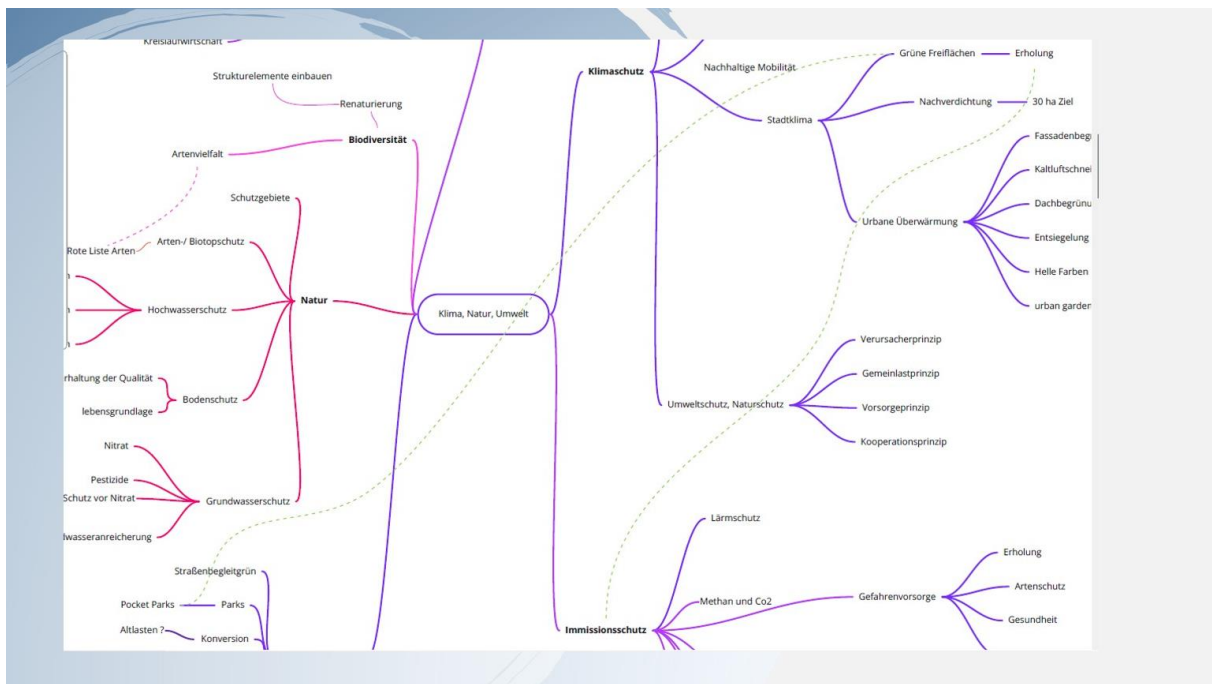 Kreislaufwirtschaft
Strukturelemente einbauen
Renaturierung
Biodiversität
Artenvielfalt
Schutzgebiete
Arten-/ Biotopschutz
Rote Liste Arten
Natur
Hochwasserschutz
rhaltung der Qualität
Bodenschutz
lebensgrundlage
Nitrat
Pestizide
Schutz vor Nitrat
Grundwasserschutz
lwasseranreicherung
Straßenbegleitgrün
Pocket Parks
Parks
Altlasten ?
Konversion
Klima, Natur, Umwelt
Klimaschutz
Nachhaltige Mobilität
Stadtklima
Grüne Freiflächen
Erholung
Nachverdichtung
30 ha Ziel
Urbane Überwärmung
Fassadenbegr
Kaltluftschnei
Dachbegrünu
Entsiegelung
Helle Farben
urban garden
Umweltschutz, Naturschutz
Verursacherprinzip
Gemeinlastprinzip
Vorsorgeprinzip
Kooperationsprinzip
Immissionsschutz
Lärmschutz
Methan und Co2
Gefahrenvorsorge
Erholung
Artenschutz
Gesundheit